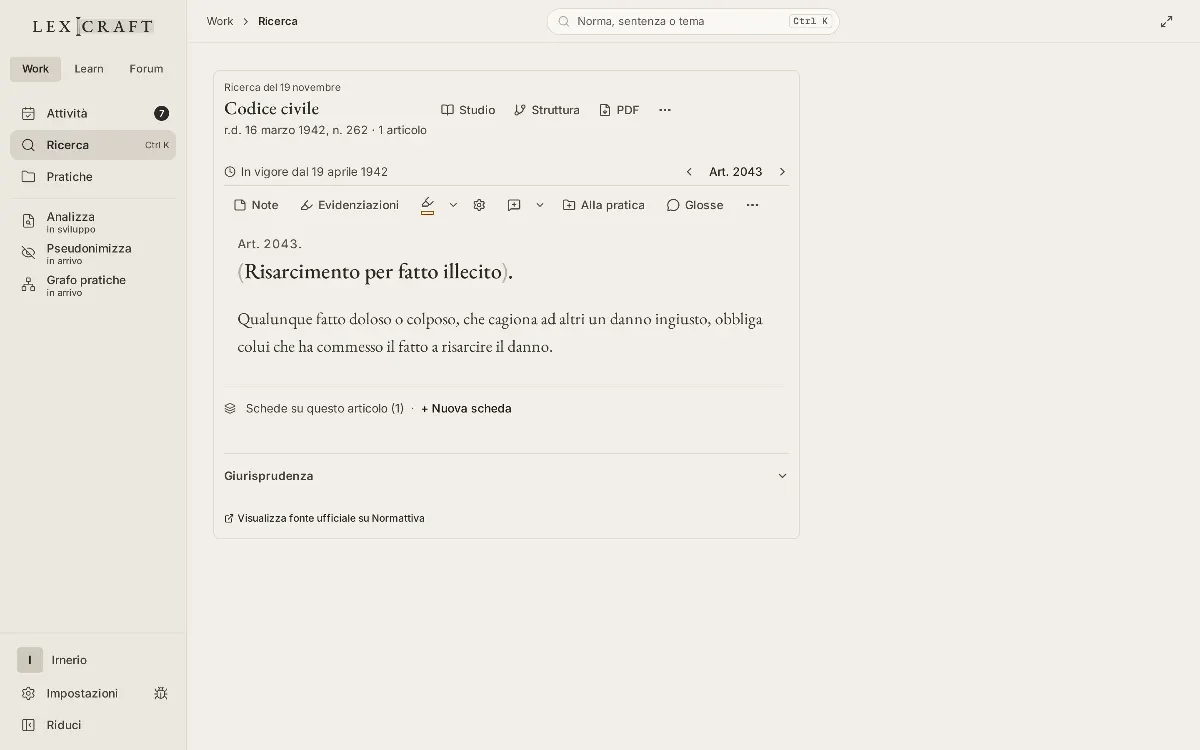 LEXICRAFT
Work Learn Forum
Attività 7
Ricerca Ctrl K
Pratiche
Analizza
in sviluppo
Pseudonimizza
in arrivo
Grafo pratiche
in arrivo
I Irnerio
Impostazioni
Riduci
Work > Ricerca
Norma, sentenza o tema Ctrl K
Ricerca del 19 novembre
Codice civile
r.d. 16 marzo 1942, n. 262 · 1 articolo
Studio Struttura PDF ···
In vigore dal 19 aprile 1942
Art. 2043
Note Evidenziazioni Alla pratica Glosse ···
Art. 2043.
(Risarcimento per fatto illecito).
Qualunque fatto doloso o colposo, che cagiona ad altri un danno ingiusto, obbliga
colui che ha commesso il fatto a risarcire il danno.
Schede su questo articolo (1) · + Nuova scheda
Giurisprudenza
Visualizza fonte ufficiale su Normattiva